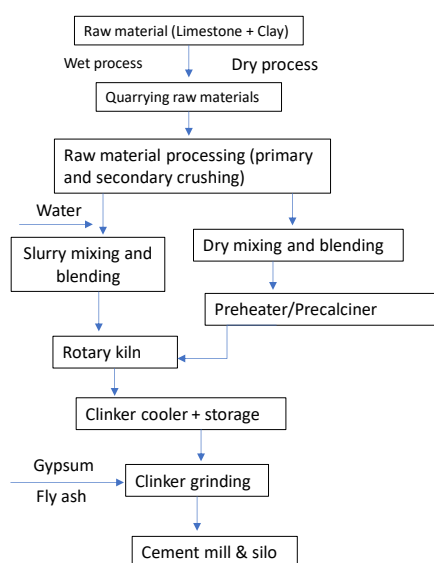 Raw material (Limestone + Clay)
Wet process
Dry process
Quarrying raw materials
Raw material processing (primary
and secondary crushing)
Water
Slurry mixing and
blending
Dry mixing and blending
Preheater/Precalciner
Rotary kiln
Clinker cooler + storage
Gypsum
Fly ash
Clinker grinding
Cement mill & silo